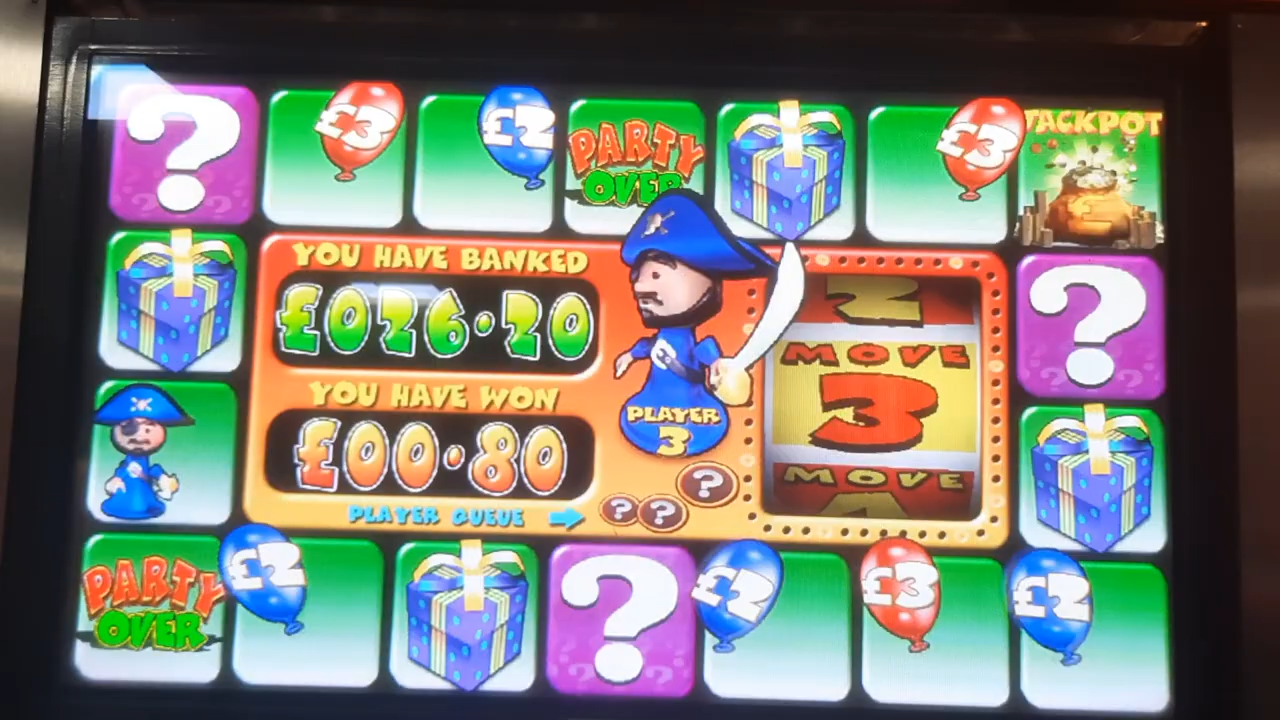 ?
£3
£2
PARTY
OVER
£3
JACKPOT
YOU HAVE BANKED
£026.20
YOU HAVE WON
£00.80
PLAYER QUEUE
PLAYER
3
?
?
?
2
MOVE
3
MOVE
?
PARTY
OVER
£2
?
£2
£3
£2